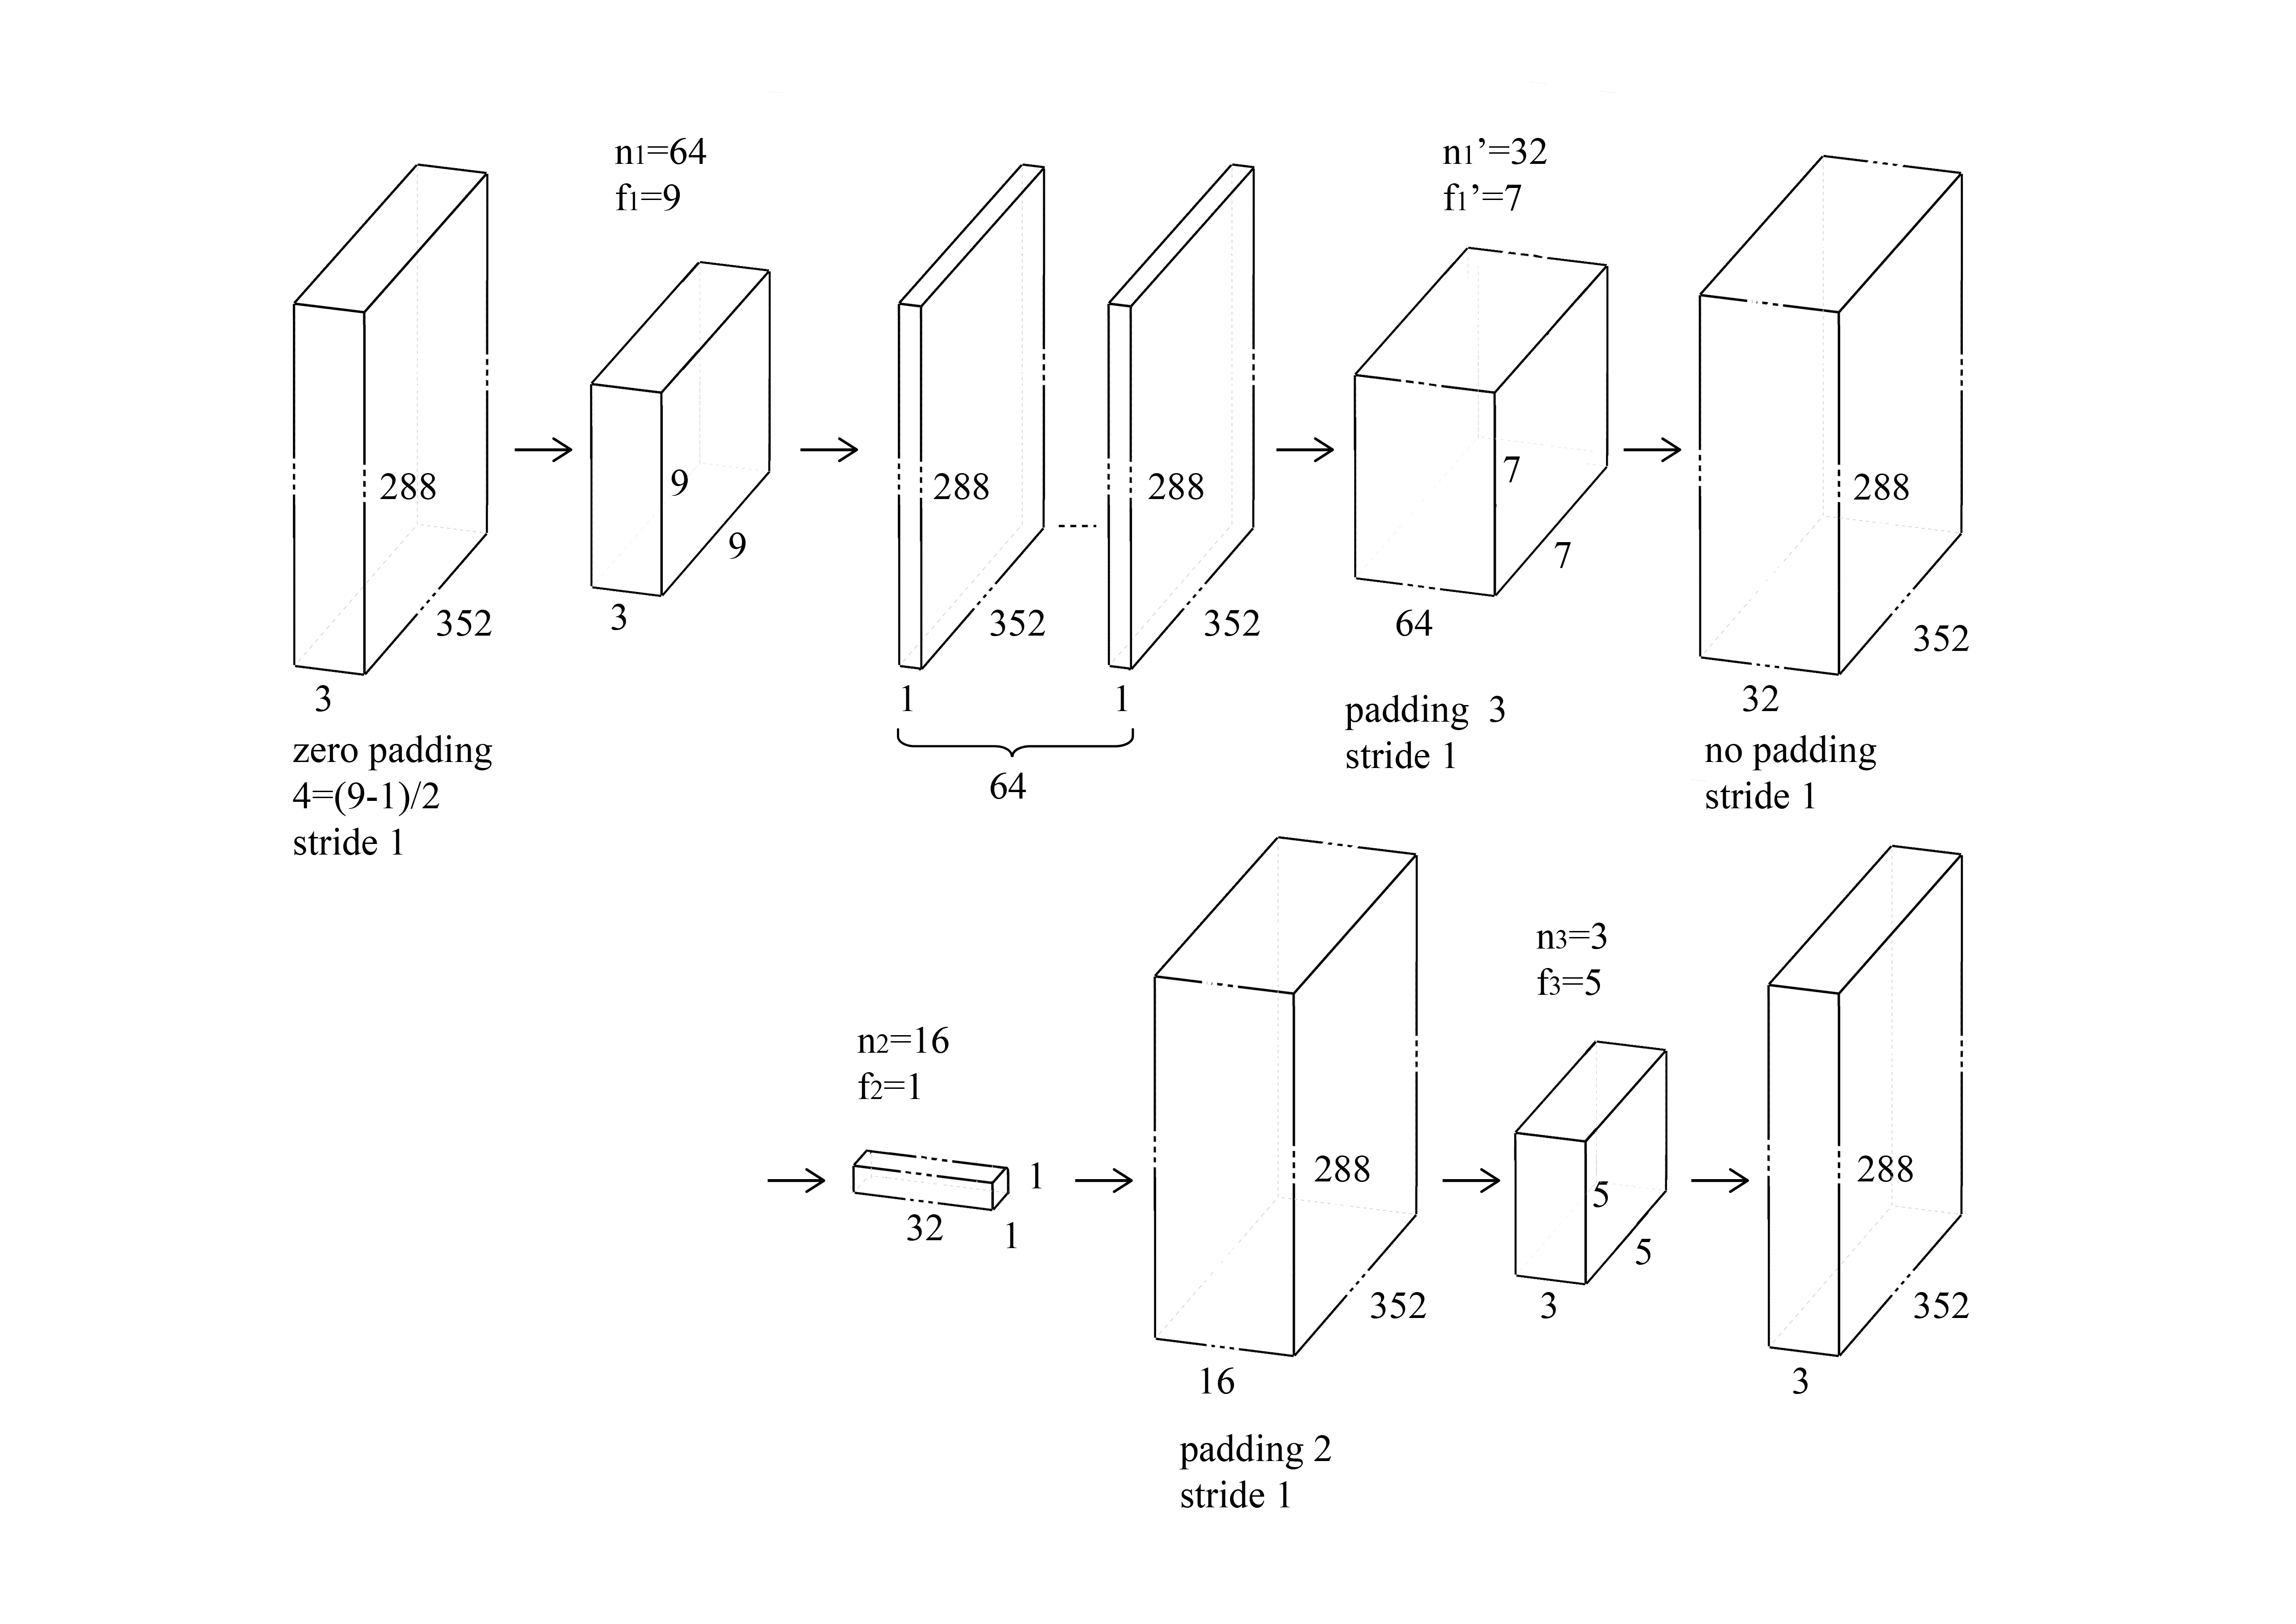 n1=64
f1=9
n1’=32
f1’=7
288
352
3
9
9
3
288
352
1
288
352
1
64
7
7
64
288
352
32
zero padding
4=(9-1)/2
stride 1
padding 3
stride 1
no padding
stride 1
n2=16
f2=1
1
32
1
288
352
16
padding 2
stride 1
n3=3
f3=5
5
5
3
288
352
3